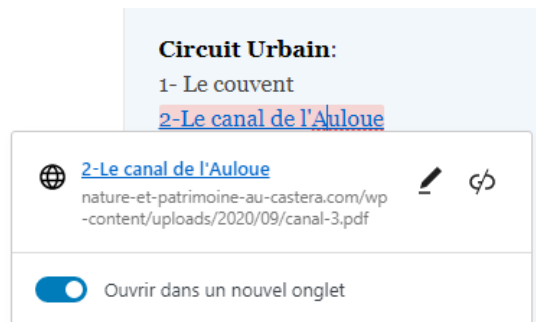 Circuit Urbain:
1- Le couvent
2-Le canal de l'Auloue
2-Le canal de l'Auloue
nature-et-patrimoine-au-castera.com/wp
-content/uploads/2020/09/canal-3.pdf
Ouvrir dans un nouvel onglet